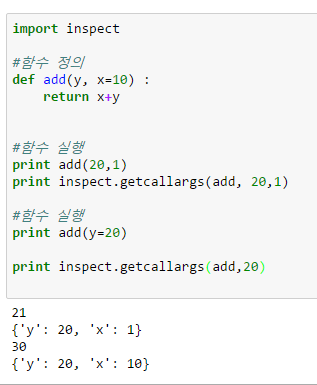 import inspect
#함수 정의
def add(y, x=10) :
    return x+y
#함수 실행
print add(20,1)
print inspect.getcallargs(add, 20,1)
#함수 실행
print add(y=20)
print inspect.getcallargs(add,20)
21
{'y': 20, 'x': 1}
30
{'y': 20, 'x': 10}